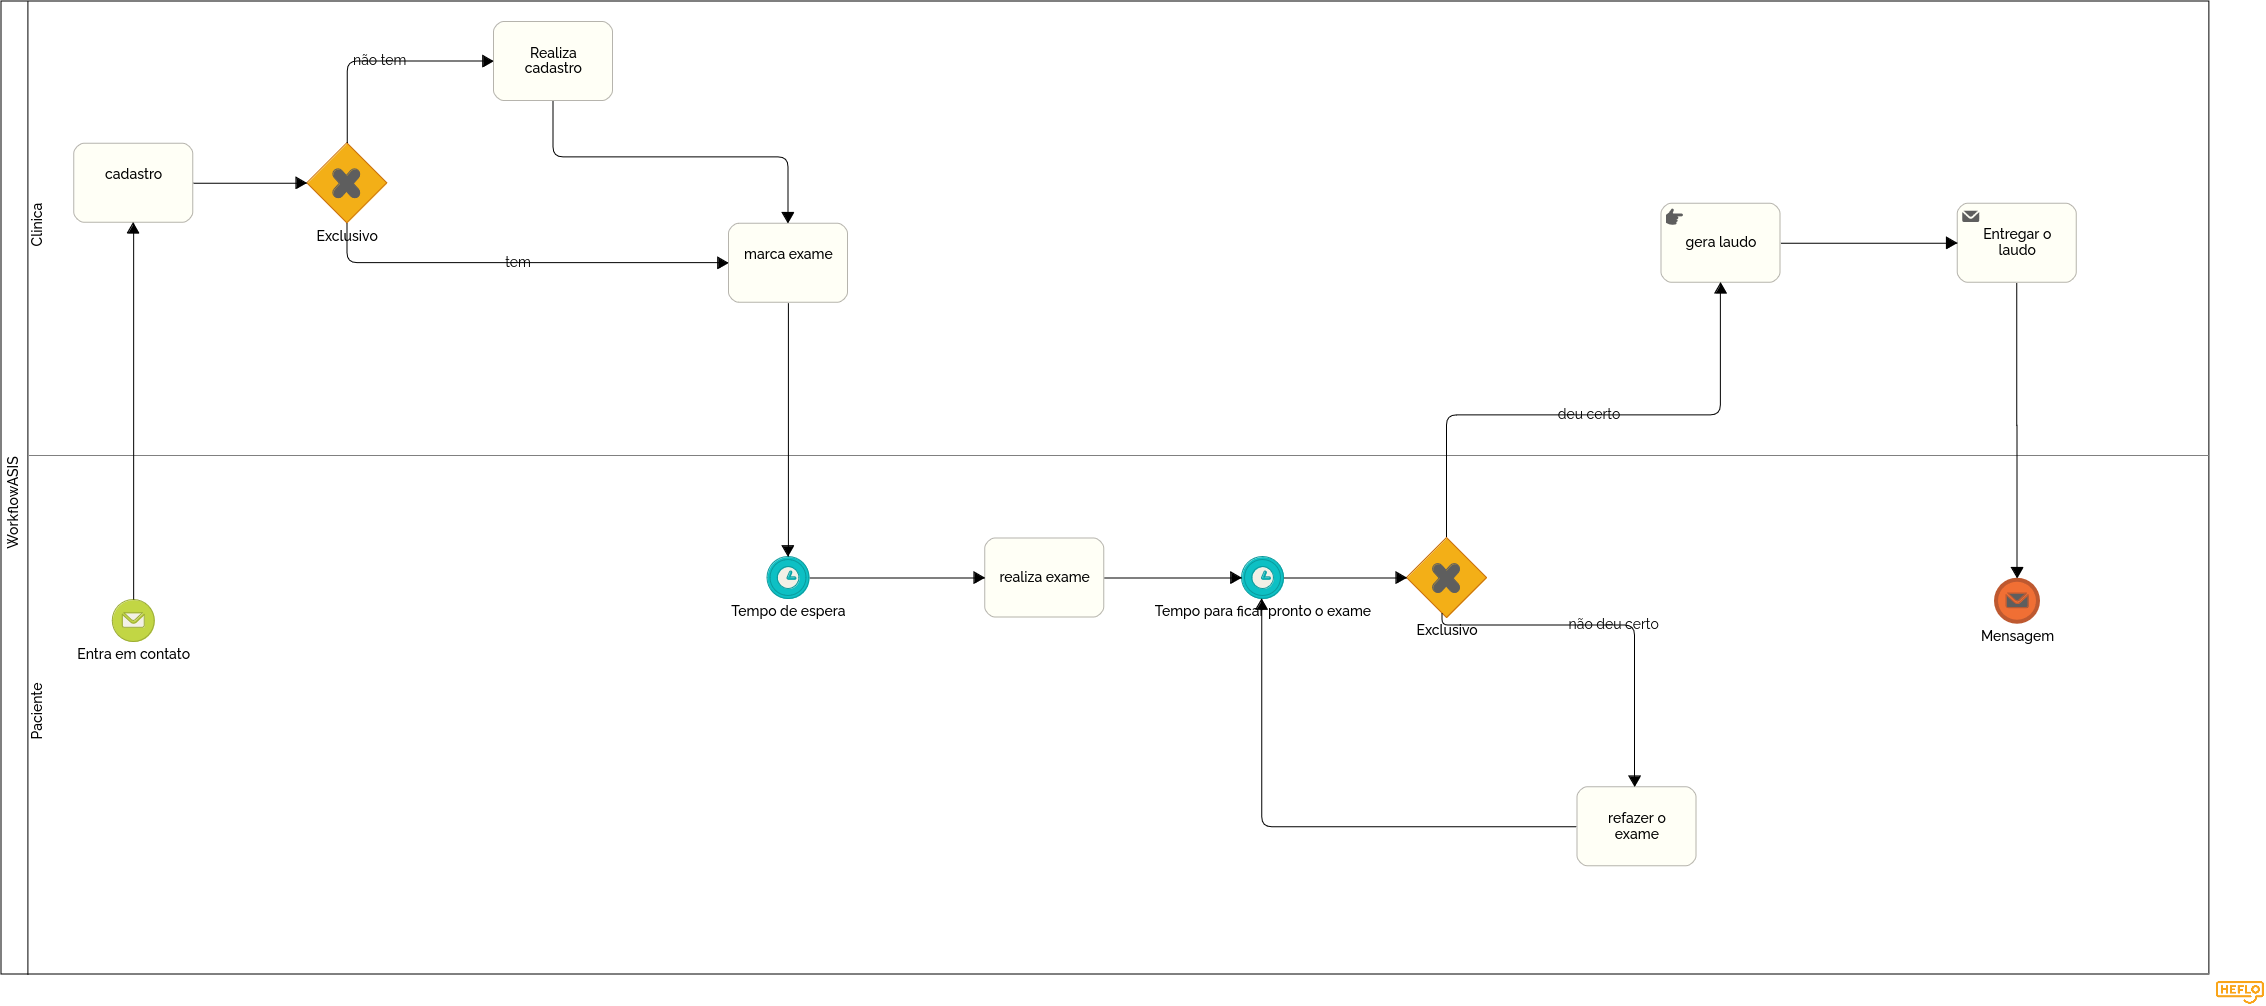 WorkflowASIS
Clinica
Paciente
não tem
Realiza
cadastro
cadastro
Exclusivo
tem
marca exame
gera laudo
Entregar o
laudo
deu certo
Entra em contato
Tempo de espera
realiza exame
Tempo para ficar pronto o exame
Exclusivo
não deu certo
Mensagem
refazer o
exame
HEFLO